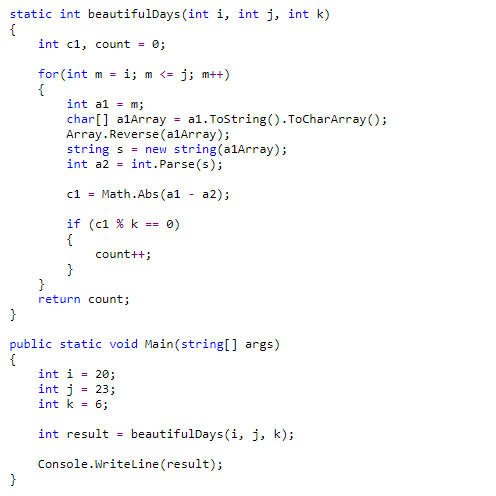 static int beautifulDays(int i, int j, int k)
{
    int c1, count = 0;

    for(int m = i; m <= j; m++)
    {
        int a1 = m;
        char[] a1Array = a1.ToString().ToCharArray();
        Array.Reverse(a1Array);
        string s = new string(a1Array);
        int a2 = int.Parse(s);

        c1 = Math.Abs(a1 - a2);

        if (c1 % k == 0)
        {
            count++;
        }
    }
    return count;
}

public static void Main(string[] args)
{
    int i = 20;
    int j = 23;
    int k = 6;

    int result = beautifulDays(i, j, k);

    Console.WriteLine(result);
}